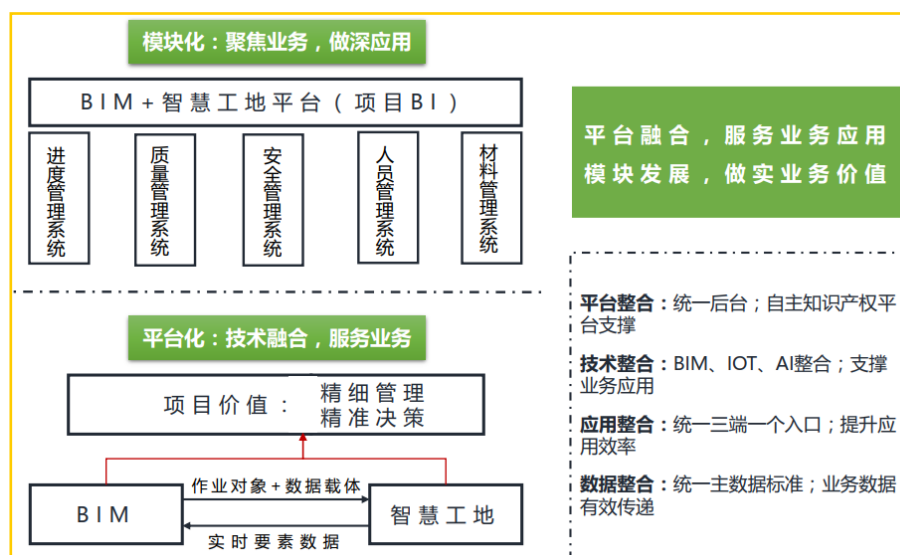 模块化：聚焦业务，做深应用
BIM+智慧工地平台（项目BI）
进度管理系统
质量管理系统
安全管理系统
人员管理系统
材料管理系统
平台化：技术融合，服务业务
项目价值：
精细管理
精准决策
作业对象+数据载体
BIM
智慧工地
实时要素数据
平台融合，服务业务应用
模块发展，做实业务价值
平台整合：统一后台；自主知识产权平
台支撑
技术整合：BIM、IOT、AI整合；支撑
业务应用
应用整合：统一三端一个入口；提升应
用效率
数据整合：统一主数据标准；业务数据
有效传递